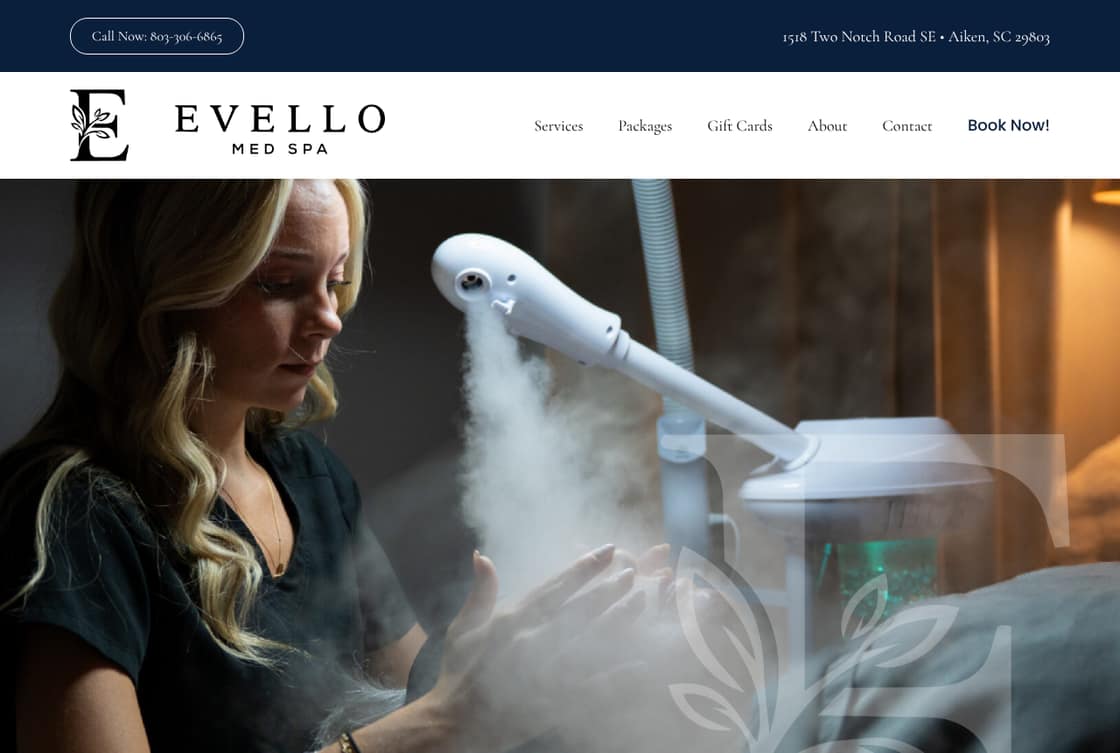 Call Now: 803-306-6865
1518 Two Notch Road SE • Aiken, SC 29803
E
EVELLO
MED SPA
Services
Packages
Gift Cards
About
Contact
Book Now!
E